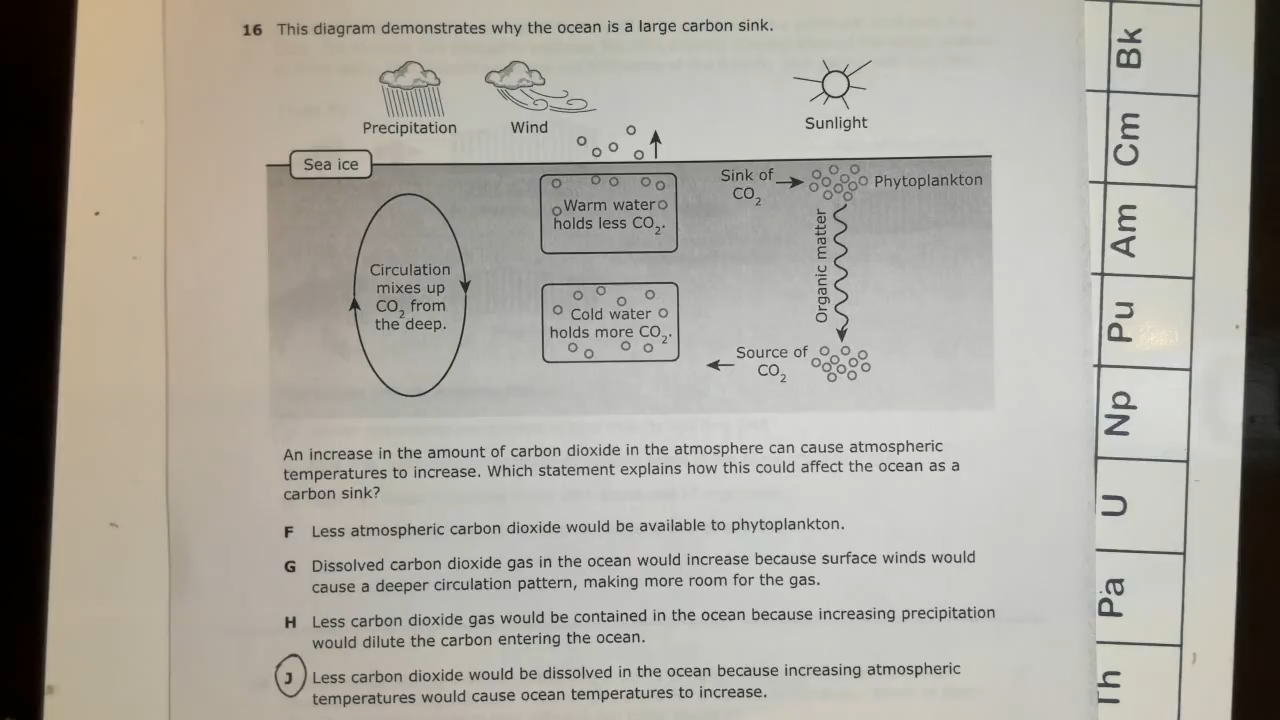 16 This diagram demonstrates why the ocean is a large carbon sink.
Precipitation
Wind
Sunlight
Sea ice
Circulation
mixes up
CO₂ from
the deep.
Warm water
holds less CO₂.
Cold water
holds more CO₂.
Sink of
CO₂
Phytoplankton
Organic matter
Source of
CO₂
An increase in the amount of carbon dioxide in the atmosphere can cause atmospheric
temperatures to increase. Which statement explains how this could affect the ocean as a
carbon sink?
F Less atmospheric carbon dioxide would be available to phytoplankton.
G Dissolved carbon dioxide gas in the ocean would increase because surface winds would
cause a deeper circulation pattern, making more room for the gas.
H Less carbon dioxide gas would be contained in the ocean because increasing precipitation
would dilute the carbon entering the ocean.
J Less carbon dioxide would be dissolved in the ocean because increasing atmospheric
temperatures would cause ocean temperatures to increase.
Bk
Cm
Am
Pu
Np
U
Pa
Th